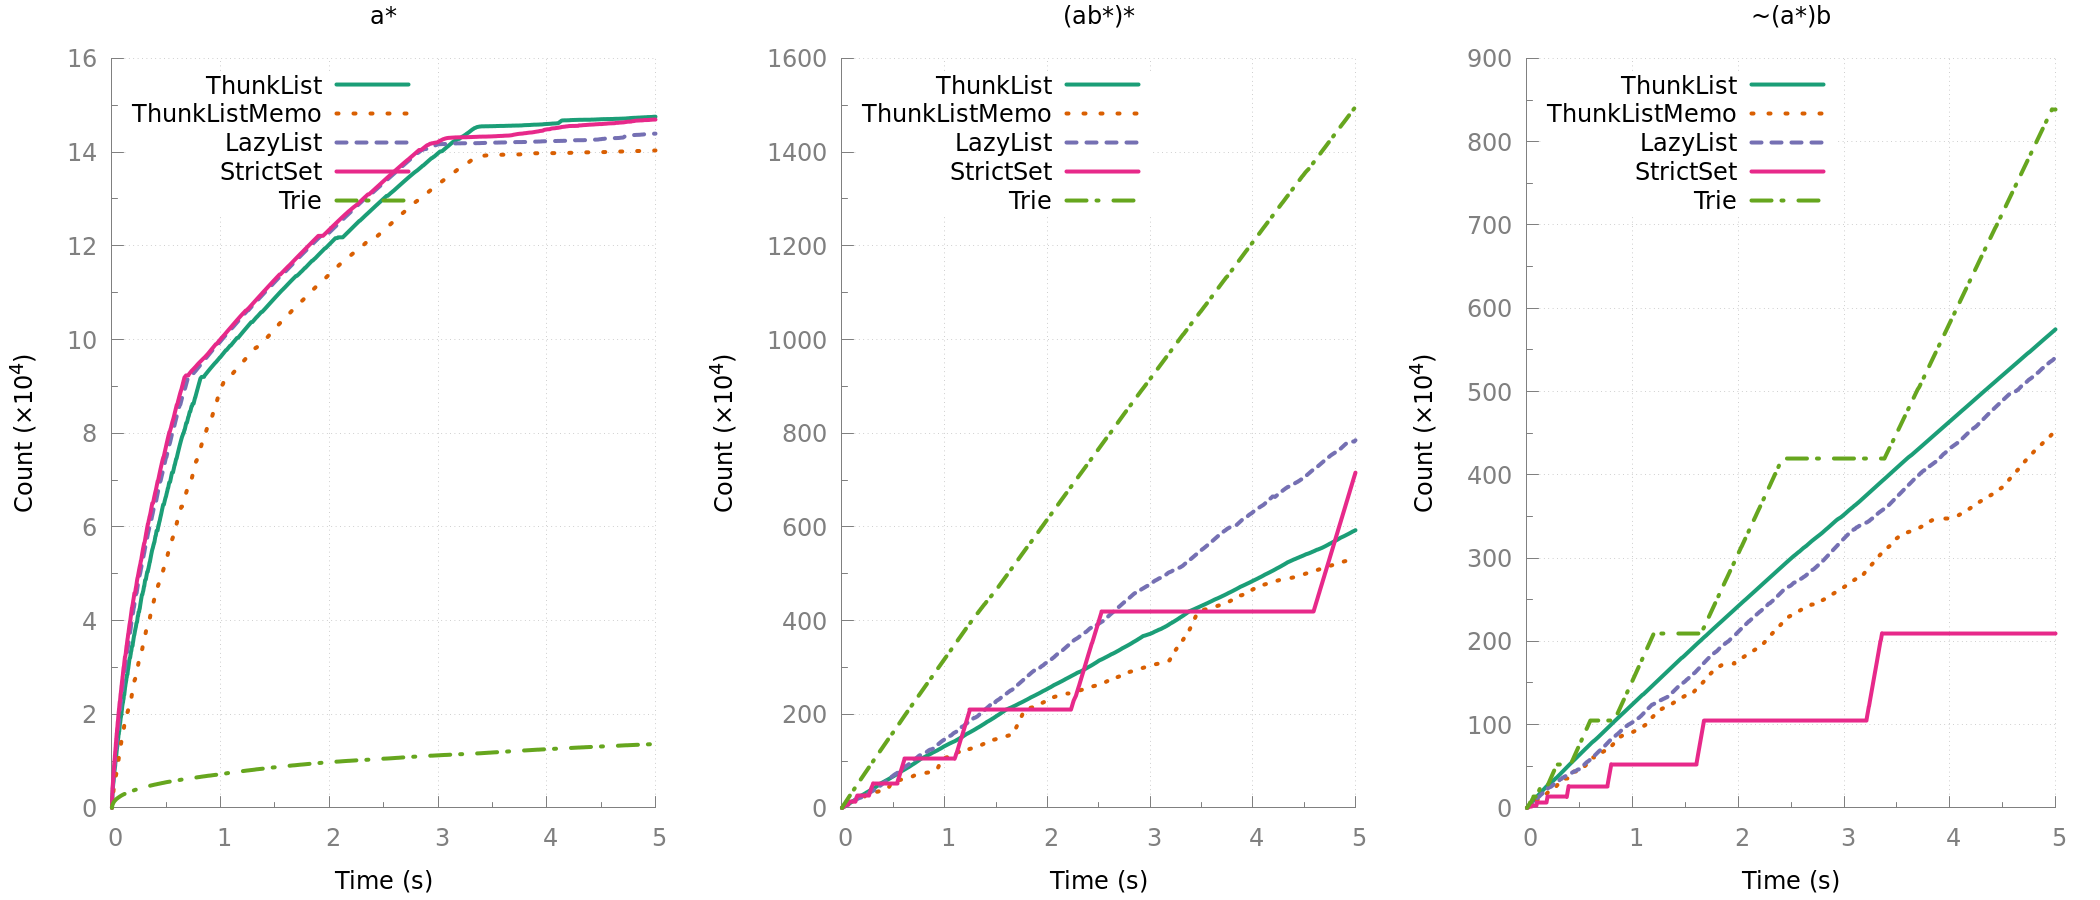 a*
16
14
12
10
8
6
4
2
0
Count (×10⁴)
ThunkList
ThunkListMemo
LazyList
StrictSet
Trie
0 1 2 3 4 5
Time (s)
(ab*)*
1600
1400
1200
1000
800
600
400
200
0
Count (×10⁴)
ThunkList
ThunkListMemo
LazyList
StrictSet
Trie
0 1 2 3 4 5
Time (s)
~(a*)b
900
800
700
600
500
400
300
200
100
0
Count (×10⁴)
ThunkList
ThunkListMemo
LazyList
StrictSet
Trie
0 1 2 3 4 5
Time (s)